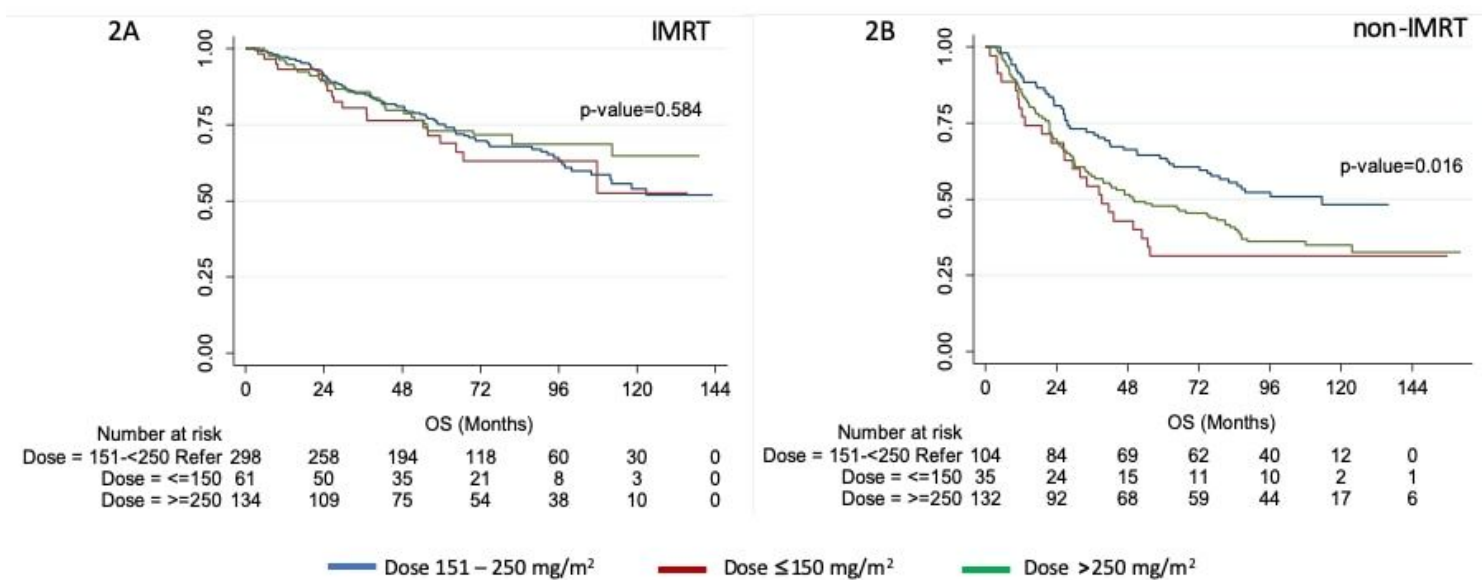 2A
IMRT
1.00
0.75
0.50
0.25
0.00
p-value=0.584
0 24 48 72 96 120 144
OS (Months)
Number at risk
Dose = 151-<250 Refer 298 258 194 118 60 30 0
Dose = <=150 61 50 35 21 8 3 0
Dose = >=250 134 109 75 54 38 10 0
2B
non-IMRT
1.00
0.75
0.50
0.25
0.00
p-value=0.016
0 24 48 72 96 120 144
OS (Months)
Number at risk
Dose = 151-<250 Refer 104 84 69 62 40 12 0
Dose = <=150 35 24 15 11 10 2 1
Dose = >=250 132 92 68 59 44 17 6
Dose 151 – 250 mg/m²
Dose ≤150 mg/m²
Dose >250 mg/m²